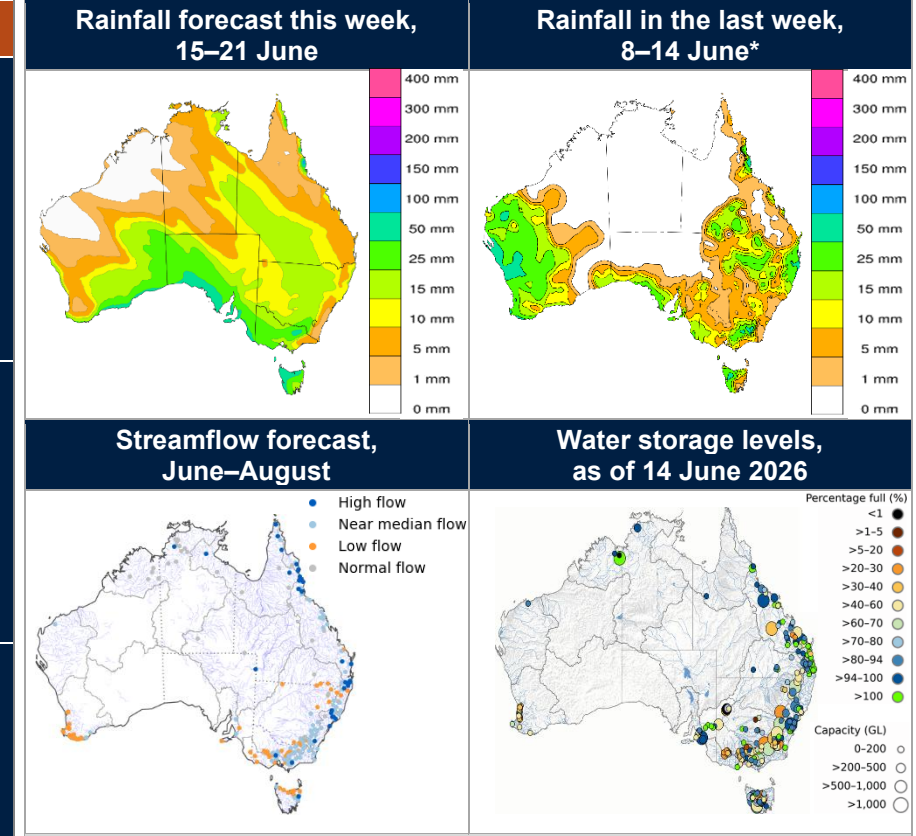 Rainfall forecast this week,
15–21 June
Rainfall in the last week,
8–14 June*
400 mm
300 mm
200 mm
150 mm
100 mm
50 mm
25 mm
15 mm
10 mm
5 mm
1 mm
0 mm
400 mm
300 mm
200 mm
150 mm
100 mm
50 mm
25 mm
15 mm
10 mm
5 mm
1 mm
0 mm
Streamflow forecast,
June–August
Water storage levels,
as of 14 June 2026
High flow
Near median flow
Low flow
Normal flow
Percentage full (%)
<1
>1–5
>5–20
>20–30
>30–40
>40–60
>60–70
>70–80
>80–94
>94–100
>100
Capacity (GL)
0–200
>200–500
>500–1,000
>1,000